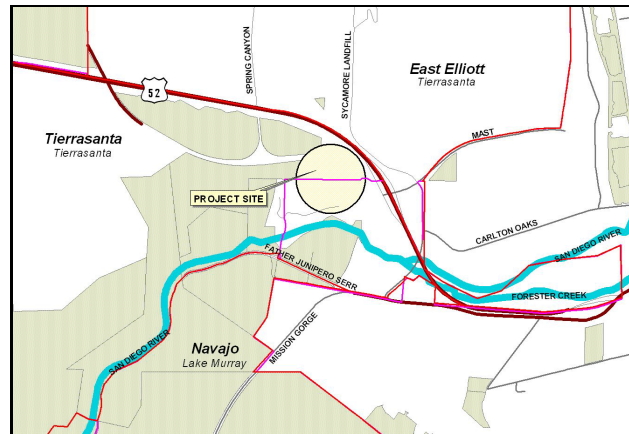 SPRING CANYON
SYCAMORE LANDFILL
East Elliott
Tierrasanta
52
MAST
Tierrasanta
Tierrasanta
PROJECT SITE
CARLTON OAKS
SAN DIEGO RIVER
FATHER JUNIPERO SERR
FORESTER CREEK
MISSION GORGE
SAN DIEGO RIVER
Navajo
Lake Murray